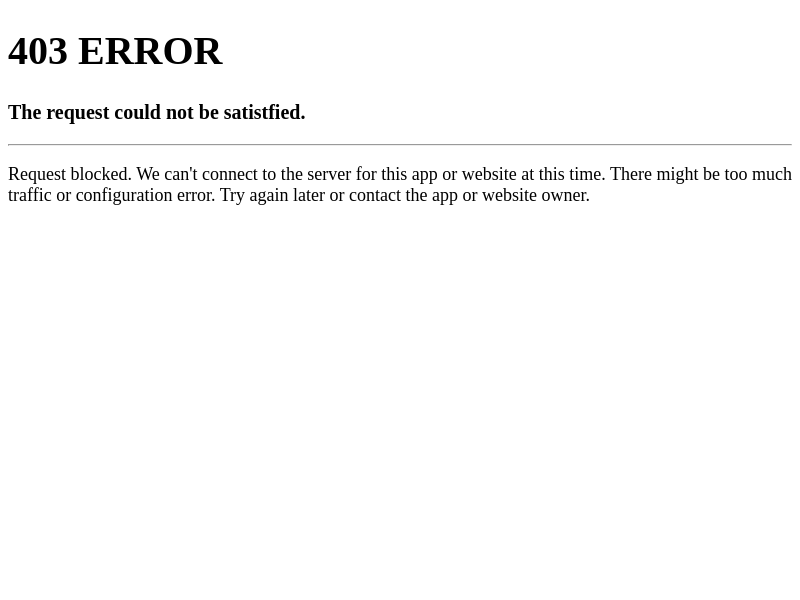 403 ERROR
The request could not be satistfied.
Request blocked. We can't connect to the server for this app or website at this time. There might be too much
traffic or configuration error. Try again later or contact the app or website owner.